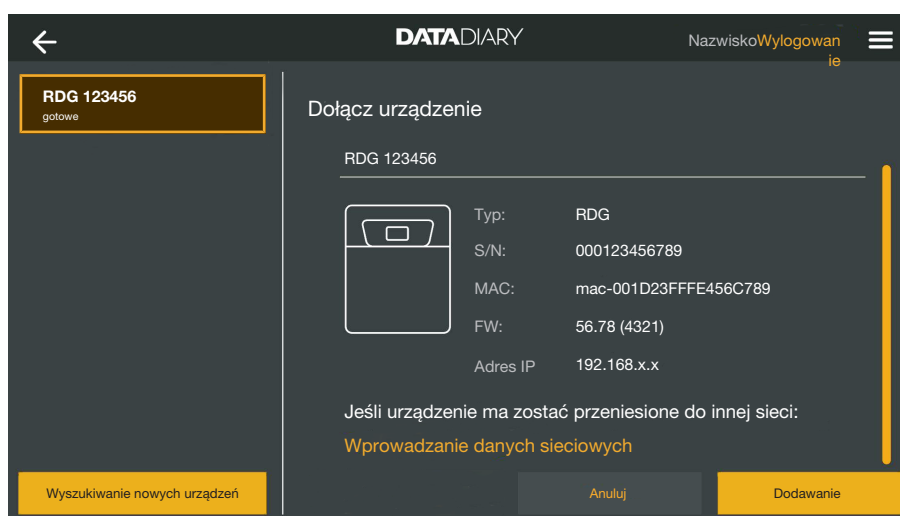 DATADIARY
NazwiskoWylogowan
ie
RDG 123456
gotowe
Dołącz urządzenie
RDG 123456
Typ: RDG
S/N: 000123456789
MAC: mac-001D23FFFE456C789
FW: 56.78 (4321)
Adres IP 192.168.x.x
Jeśli urządzenie ma zostać przeniesione do innej sieci:
Wprowadzanie danych sieciowych
Wyszukiwanie nowych urządzeń
Anuluj
Dodawanie